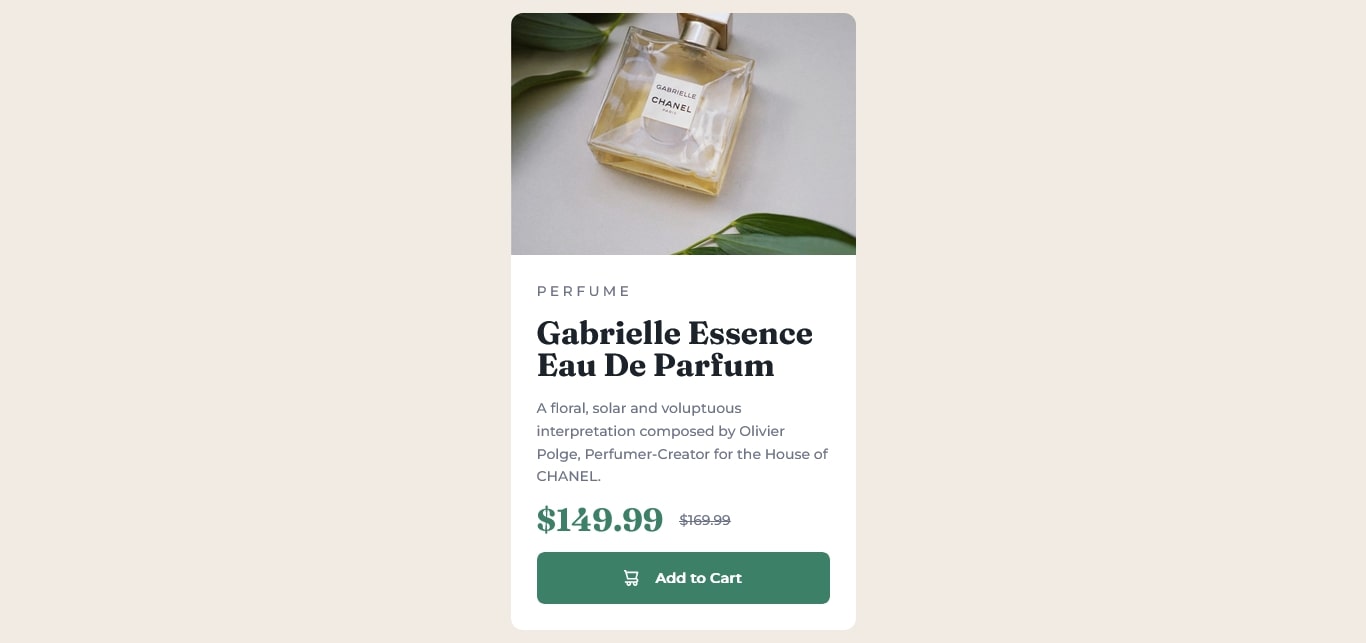 GABRIELLE
CHANEL
PARIS
PERFUME
Gabrielle Essence
Eau De Parfum
A floral, solar and voluptuous
interpretation composed by Olivier
Polge, Perfumer-Creator for the House of
CHANEL.
$149.99 $169.99
Add to Cart